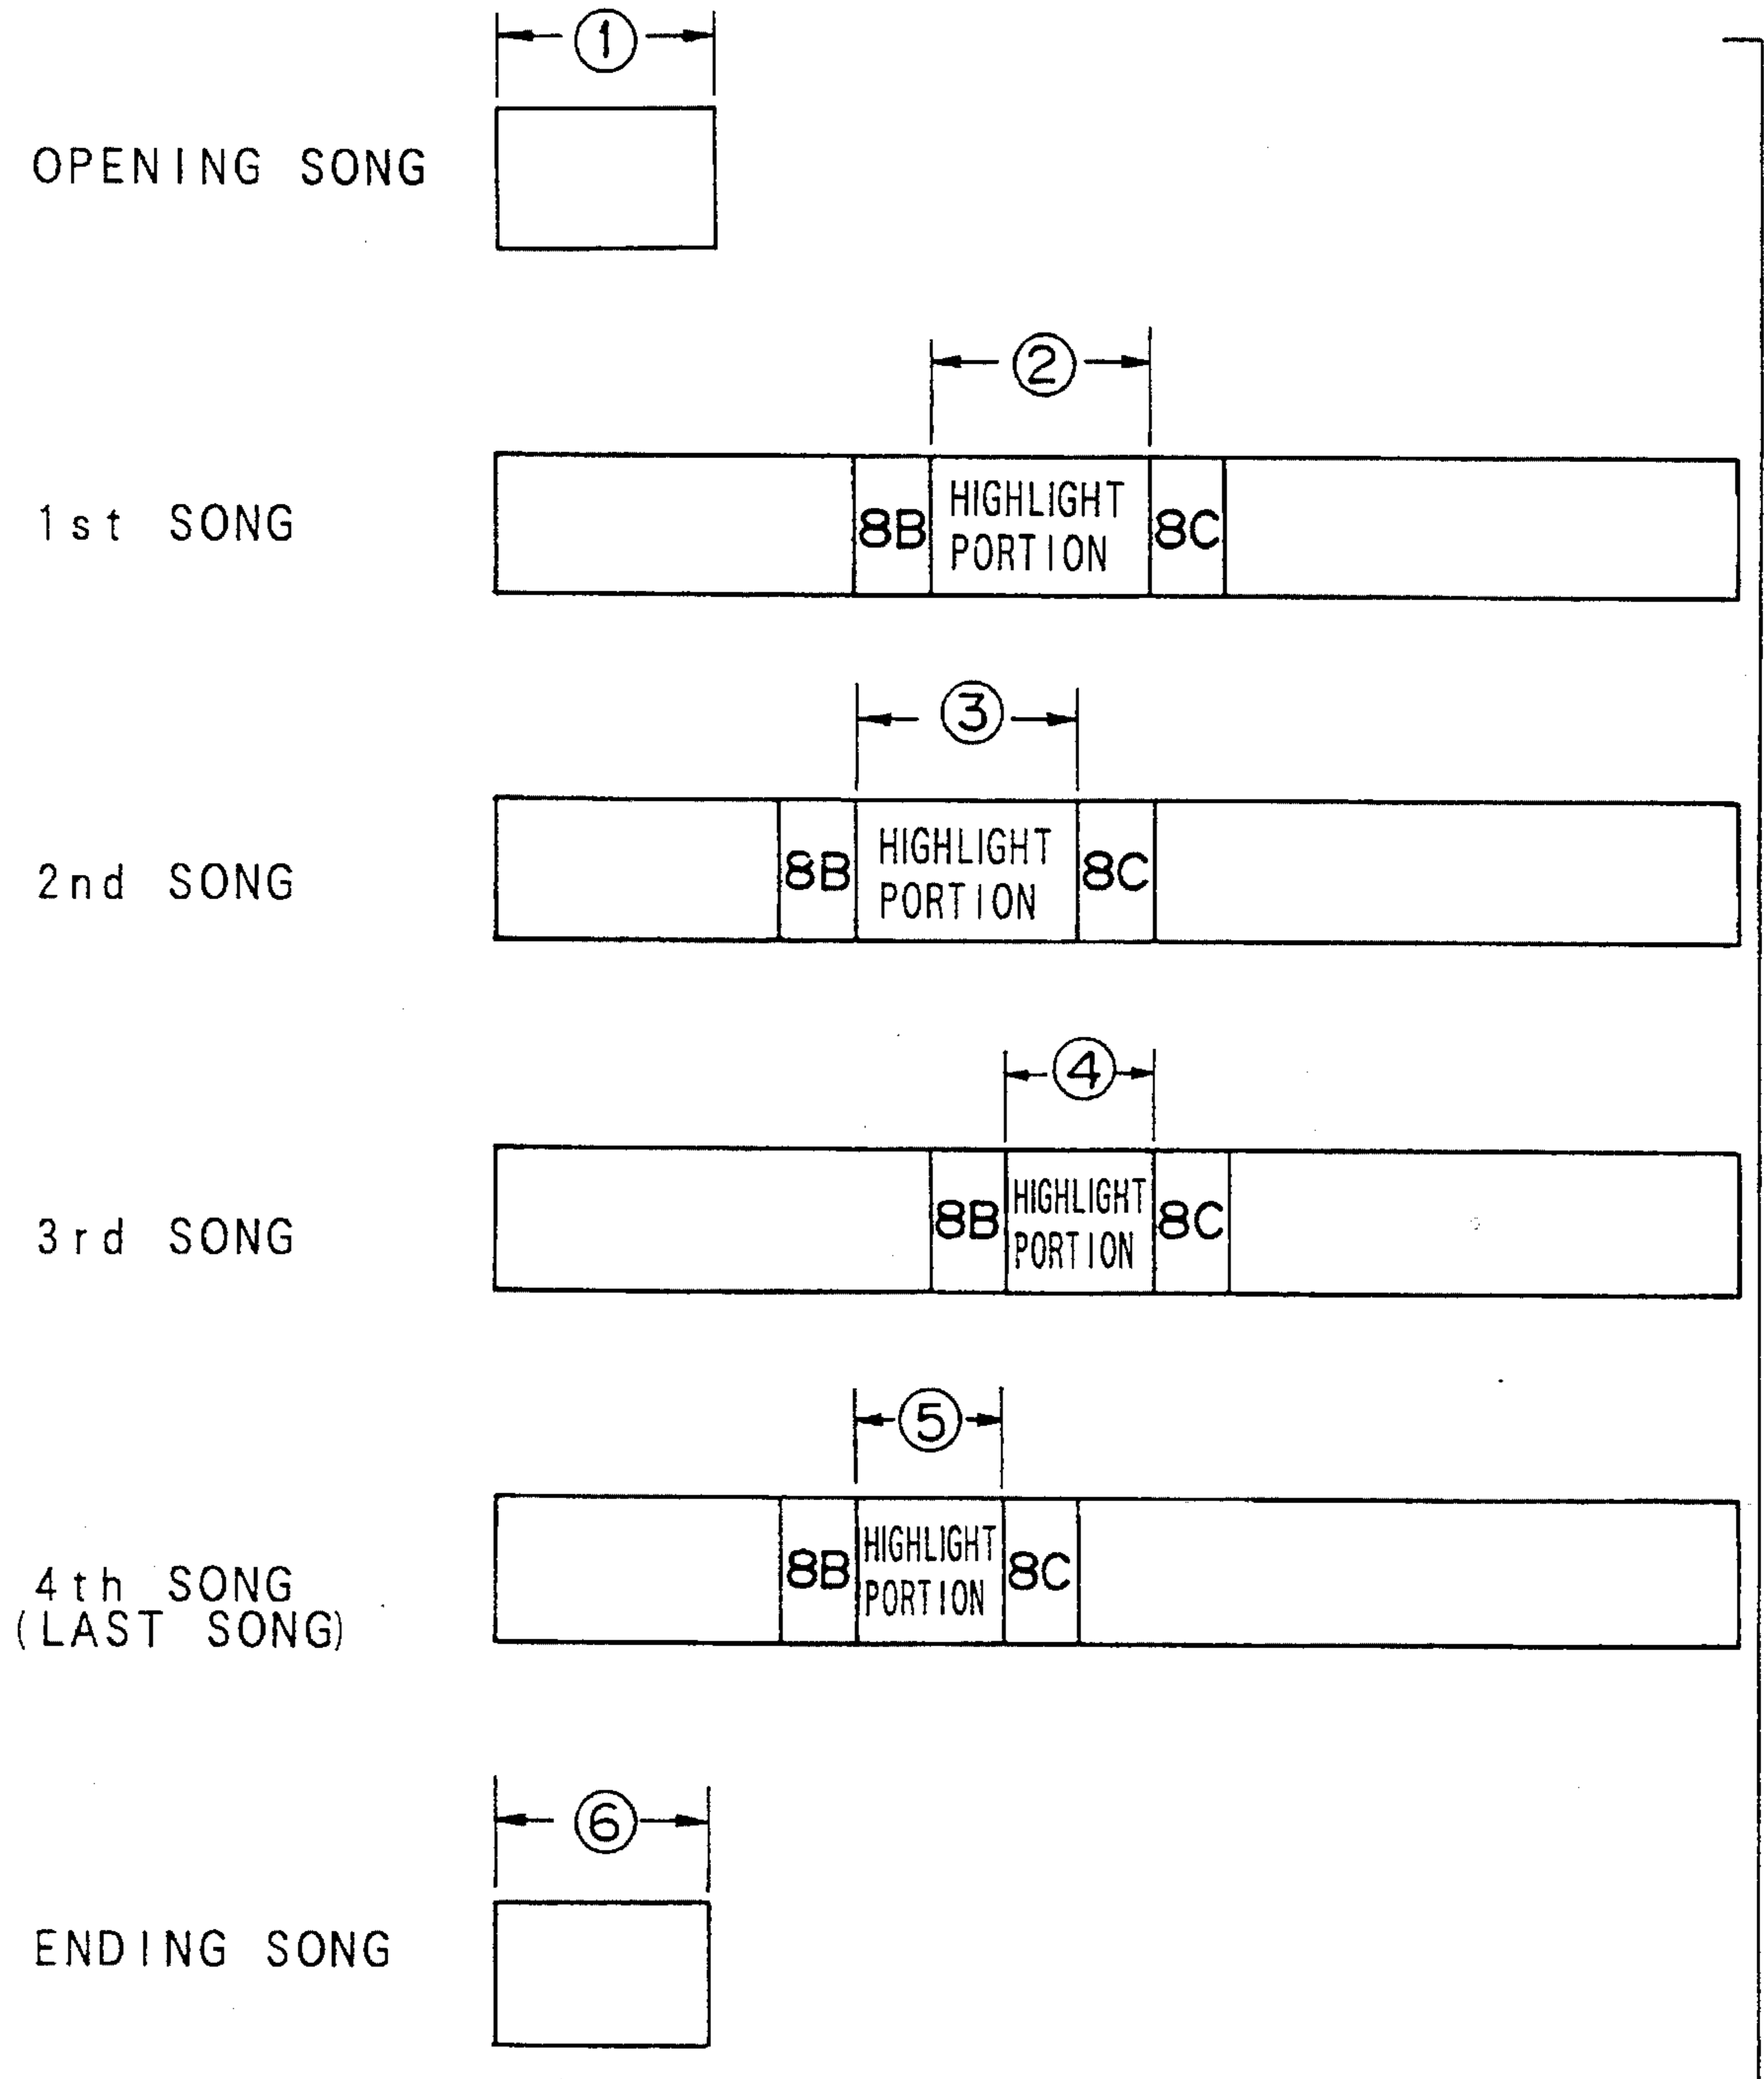 ①
OPENING SONG
②
1st SONG
8B
HIGHLIGHT
PORTION
8C
③
2nd SONG
8B
HIGHLIGHT
PORTION
8C
④
3rd SONG
8B
HIGHLIGHT
PORTION
8C
⑤
4th SONG
(LAST SONG)
8B
HIGHLIGHT
PORTION
8C
⑥
ENDING SONG